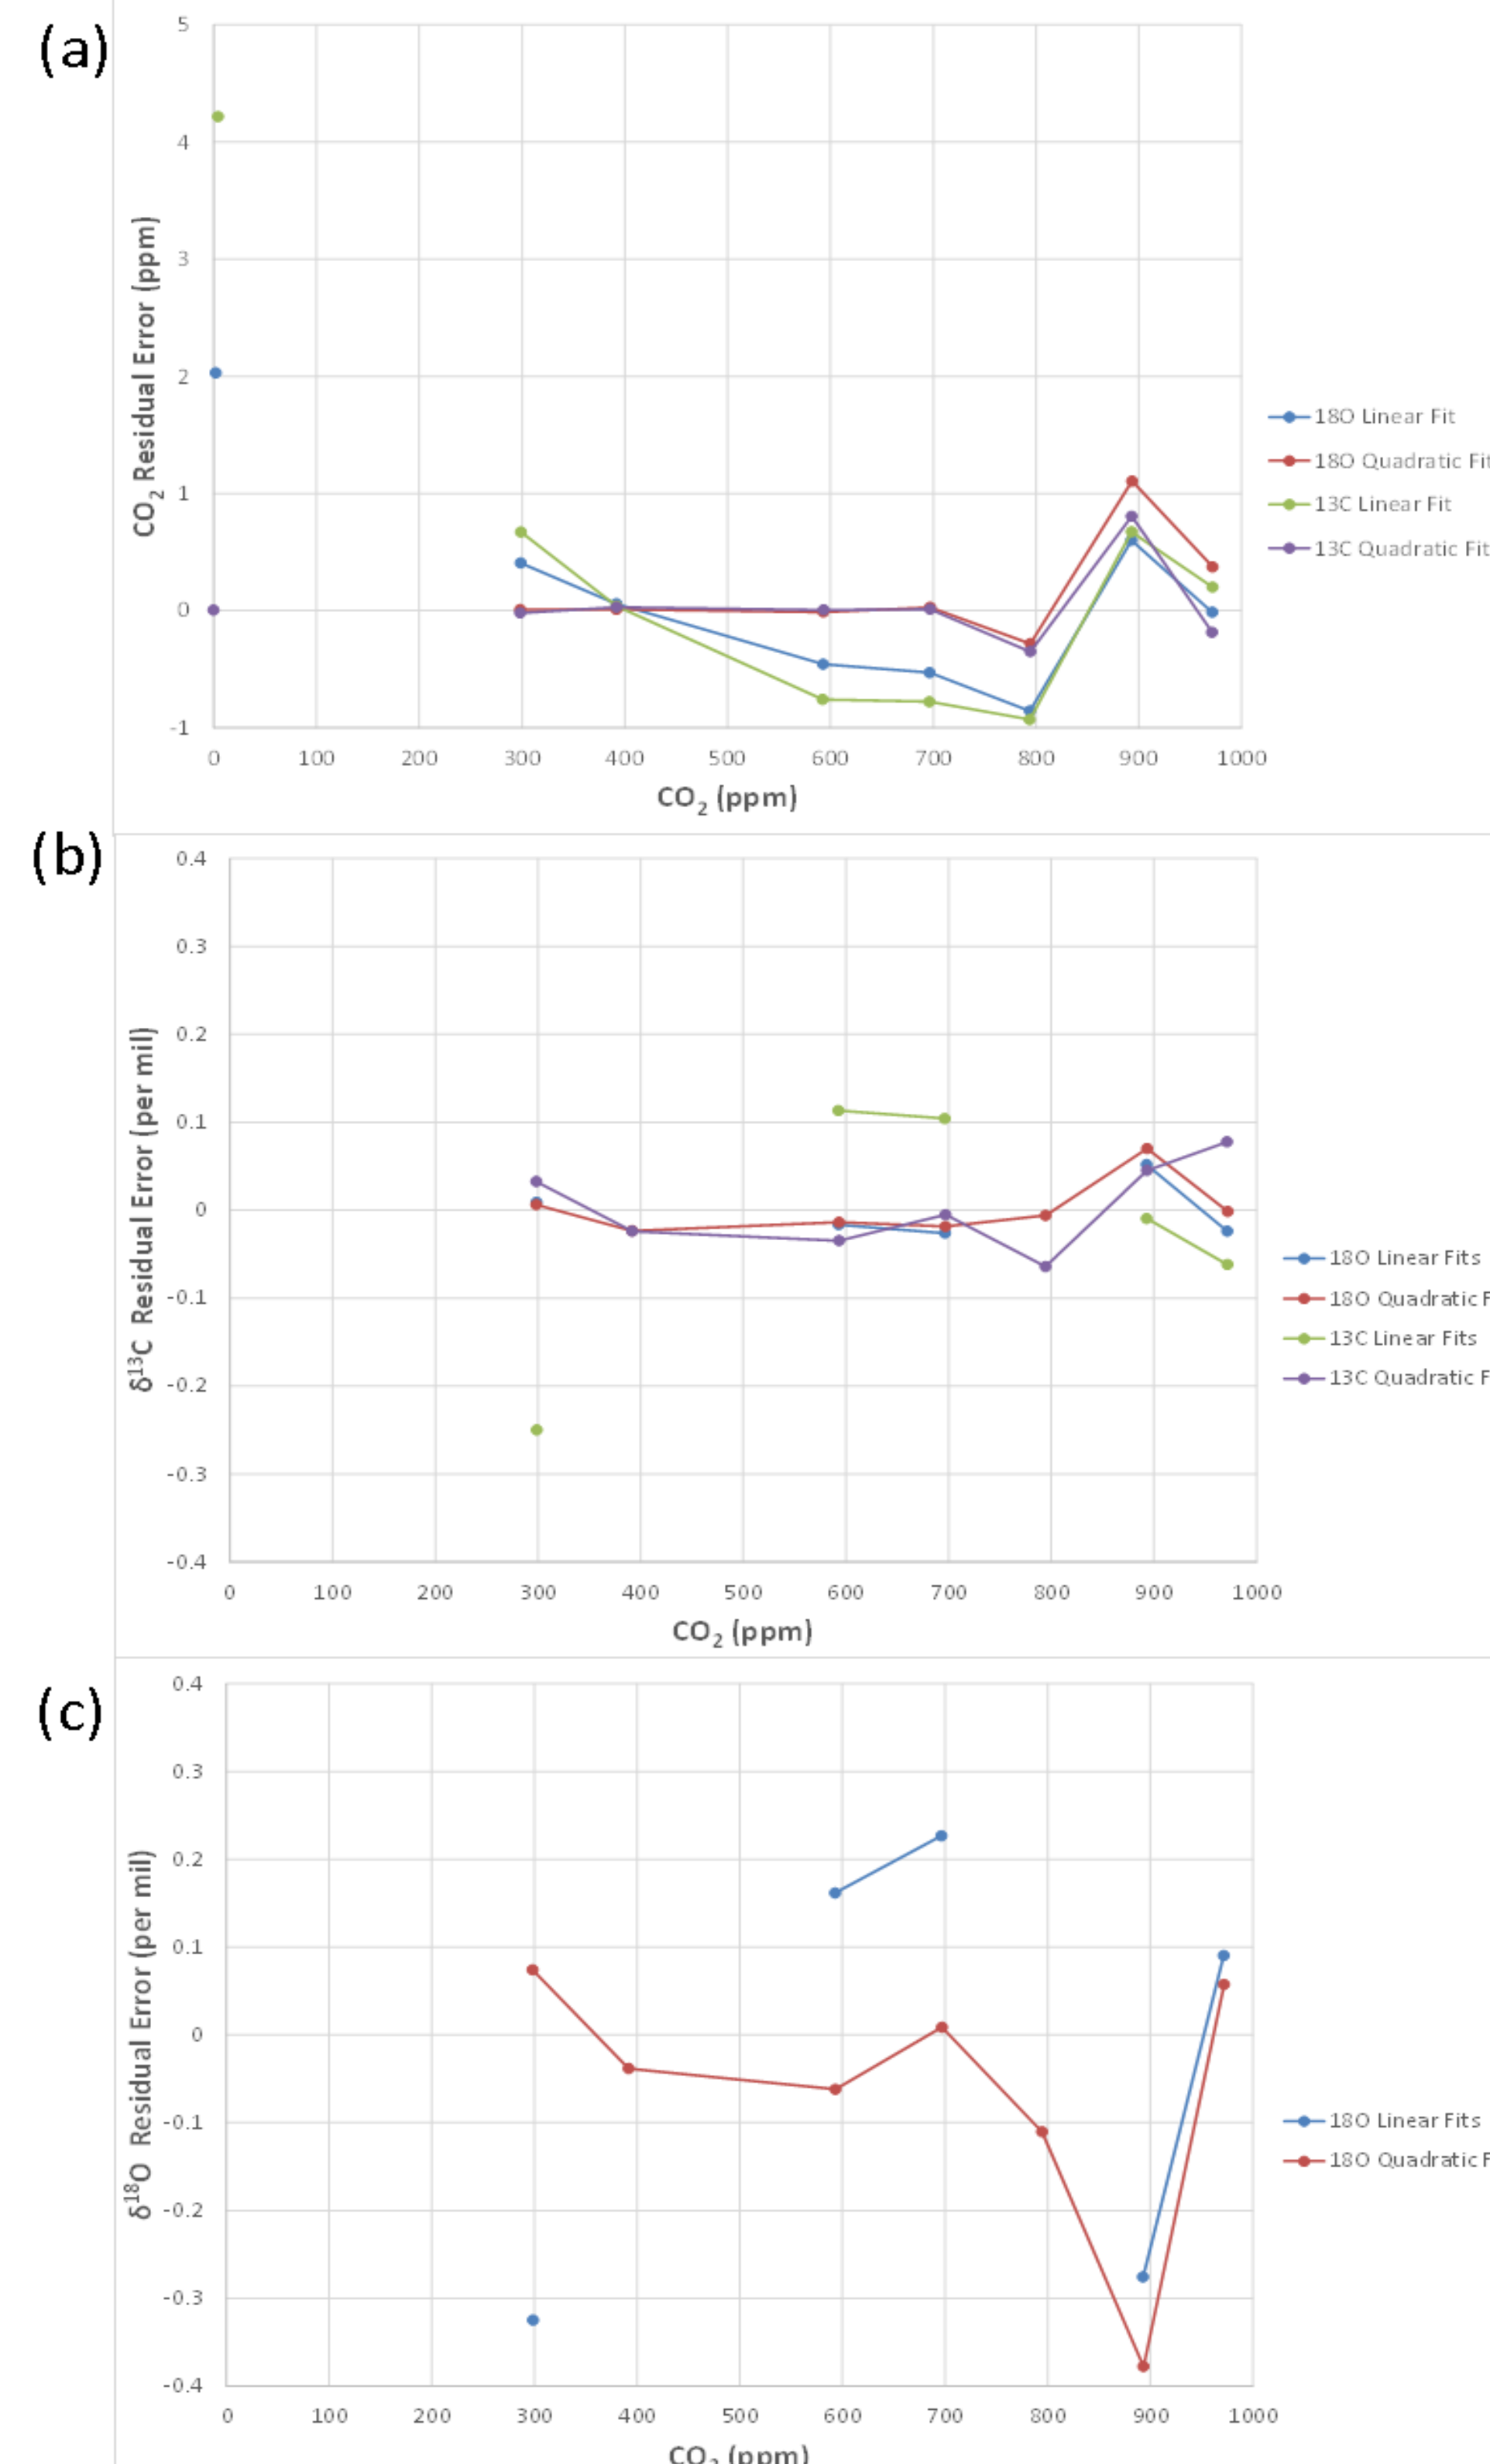 (a)
5
4
3
2
1
0
-1
CO2 Residual Error (ppm)
0 100 200 300 400 500 600 700 800 900 1000
CO2 (ppm)
18O Linear Fit
18O Quadratic Fit
13C Linear Fit
13C Quadratic Fit
(b)
0.4
0.3
0.2
0.1
0
-0.1
-0.2
-0.3
-0.4
δ13C Residual Error (per mil)
0 100 200 300 400 500 600 700 800 900 1000
CO2 (ppm)
18O Linear Fits
18O Quadratic F
13C Linear Fits
13C Quadratic F
(c)
0.4
0.3
0.2
0.1
0
-0.1
-0.2
-0.3
-0.4
δ18O Residual Error (per mil)
0 100 200 300 400 500 600 700 800 900 1000
CO2 (ppm)
18O Linear Fits
18O Quadratic F